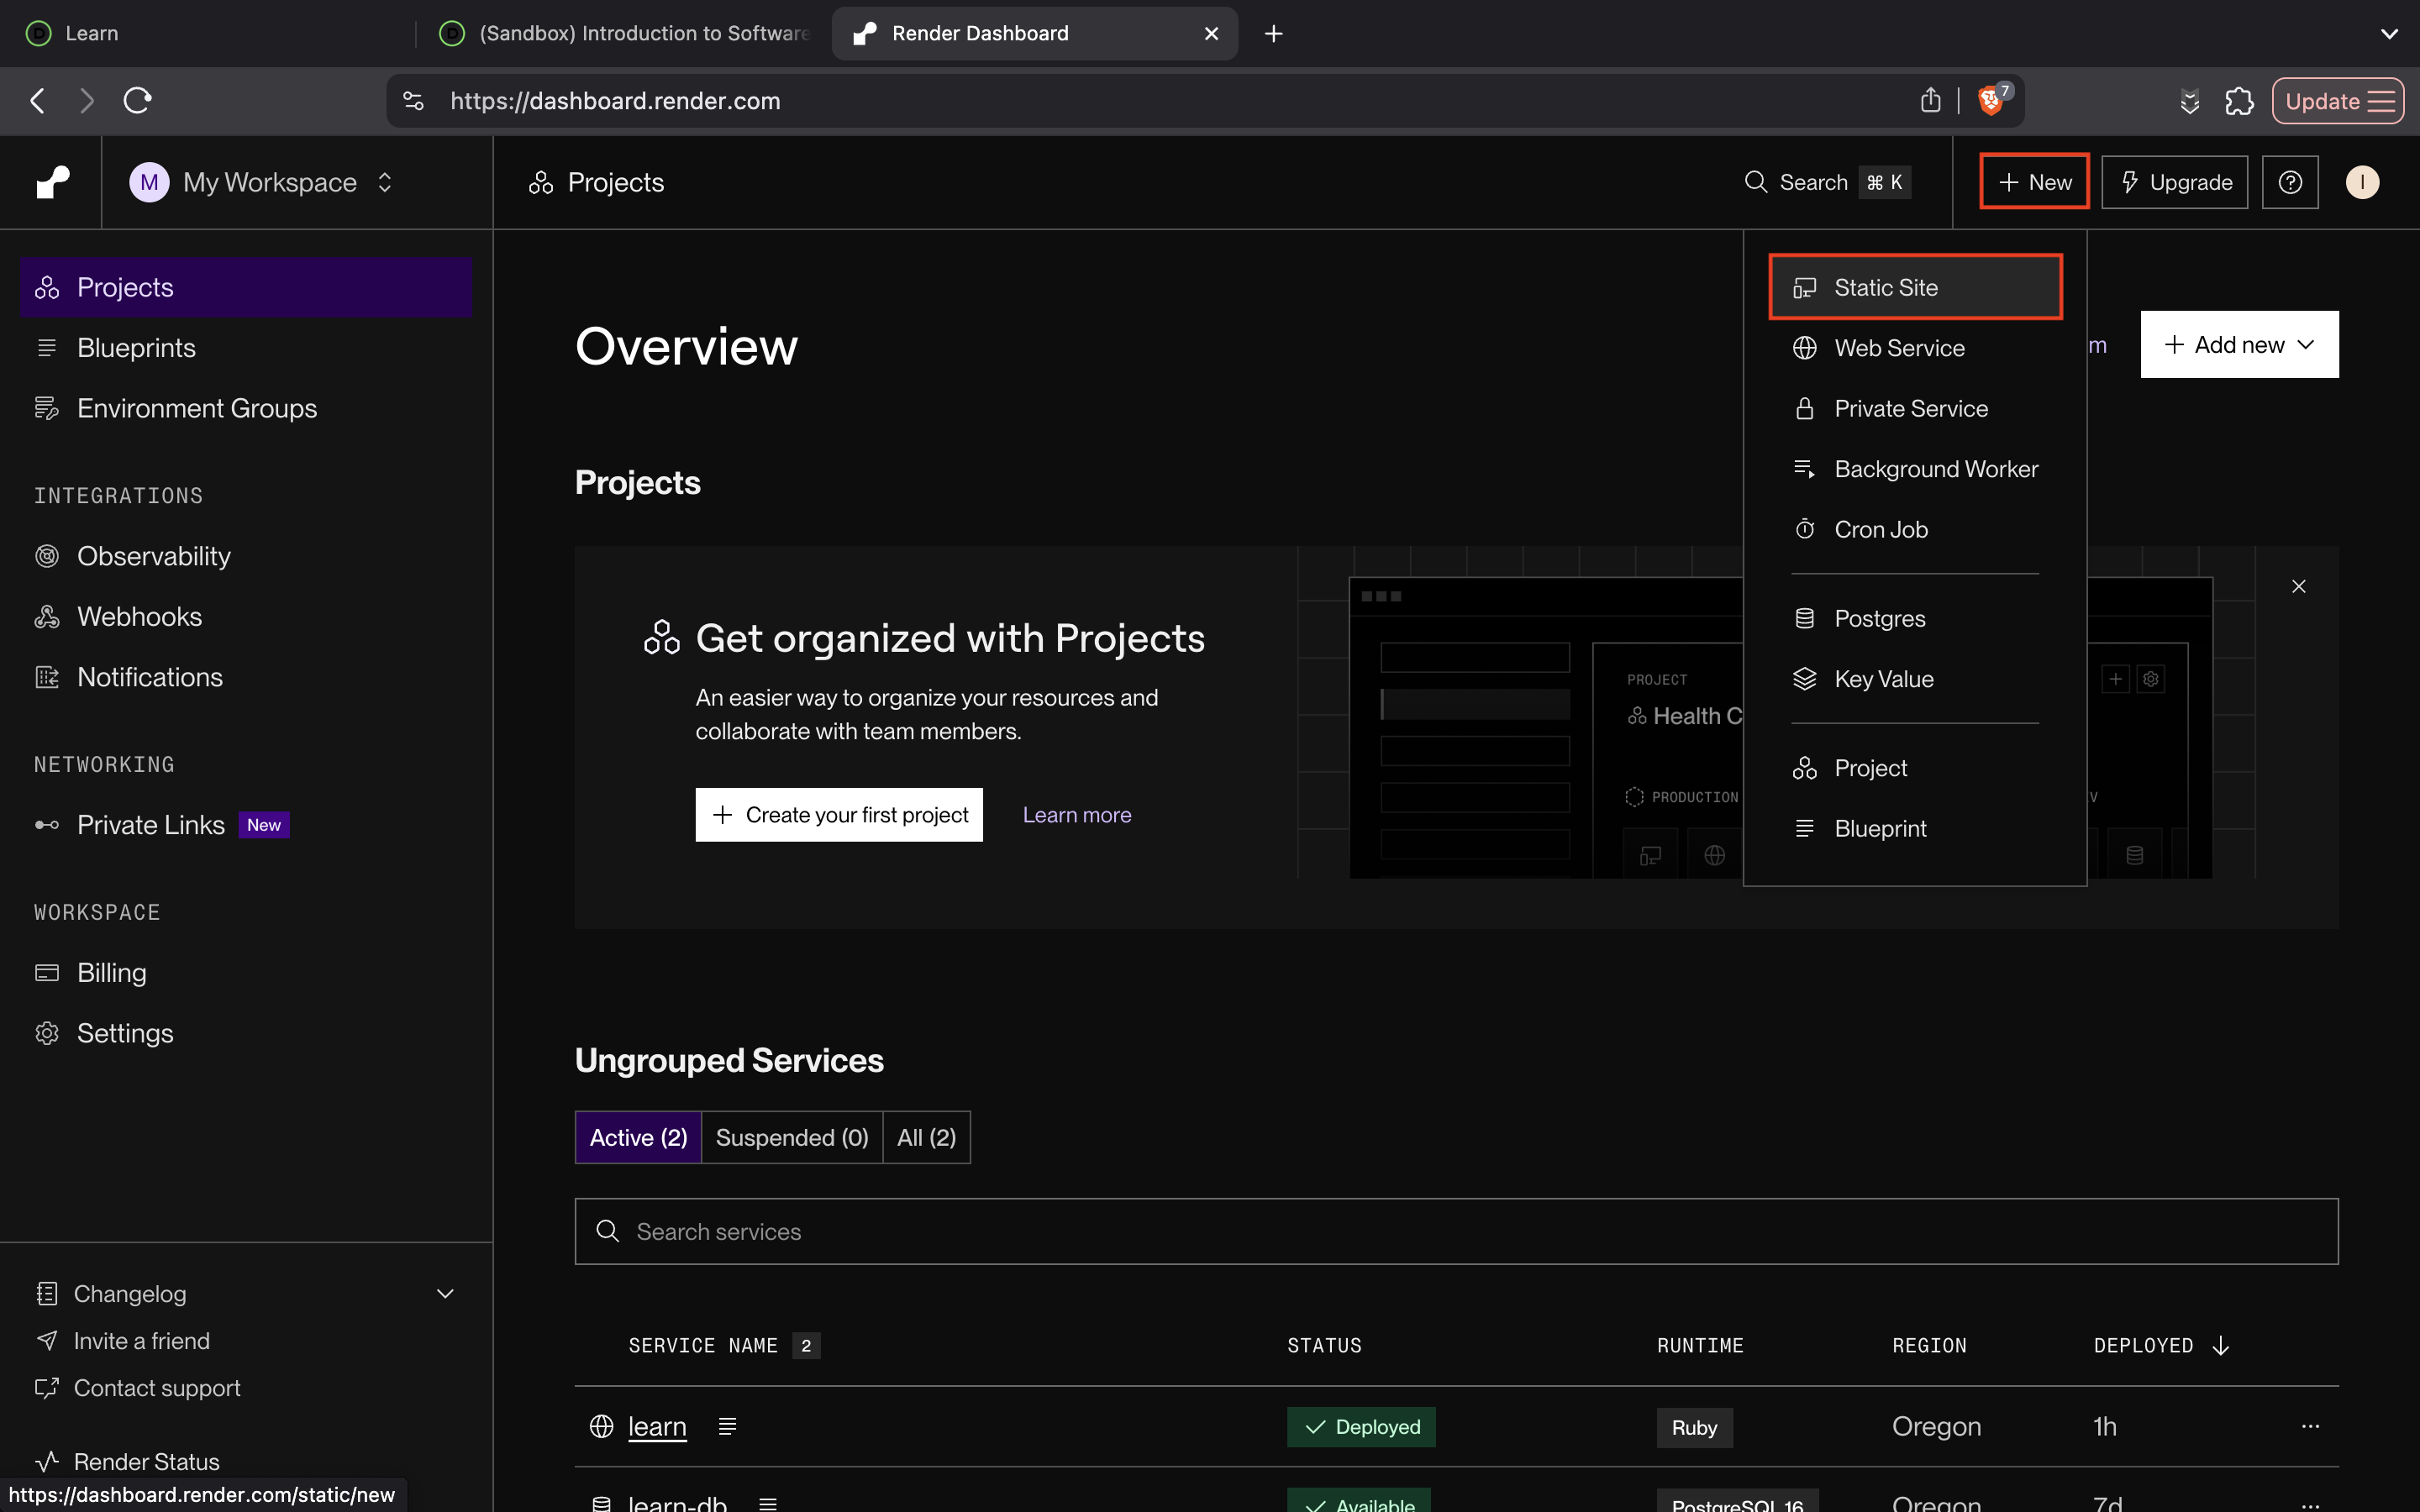 Learn
(Sandbox) Introduction to Software
Render Dashboard
https://dashboard.render.com
7
Update
M My Workspace
Projects
Search ⌘ K
+ New
Upgrade
I
Projects
Blueprints
Environment Groups
INTEGRATIONS
Observability
Webhooks
Notifications
NETWORKING
Private Links New
WORKSPACE
Billing
Settings
Changelog
Invite a friend
Contact support
Render Status
https://dashboard.render.com/static/new
Static Site
Web Service
Private Service
Background Worker
Cron Job
Postgres
Key Value
Project
Blueprint
Overview
m
+ Add new
Projects
Get organized with Projects
An easier way to organize your resources and
collaborate with team members.
+ Create your first project
Learn more
PROJECT
Health C
PRODUCTION
V
Ungrouped Services
Active (2) Suspended (0) All (2)
Search services
SERVICE NAME 2 STATUS RUNTIME REGION DEPLOYED
learn Deployed Ruby Oregon 1h
learn-db Available PostgreSQL 16 Oregon 7d